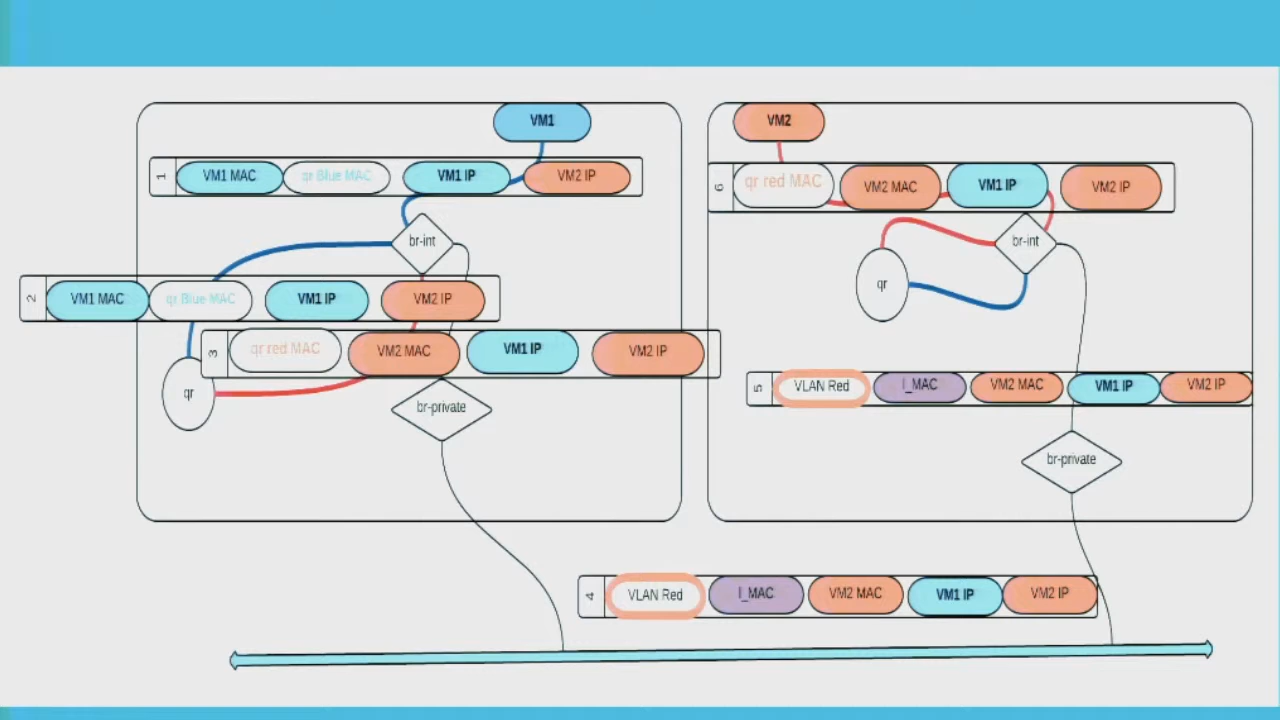 VM1
1 VM1 MAC qr Blue MAC VM1 IP VM2 IP
br-int
2 VM1 MAC qr Blue MAC VM1 IP VM2 IP
3 qr red MAC VM2 MAC VM1 IP VM2 IP
qr
br-private
VM2
6 qr red MAC VM2 MAC VM1 IP VM2 IP
br-int
qr
5 VLAN Red I_MAC VM2 MAC VM1 IP VM2 IP
br-private
4 VLAN Red I_MAC VM2 MAC VM1 IP VM2 IP